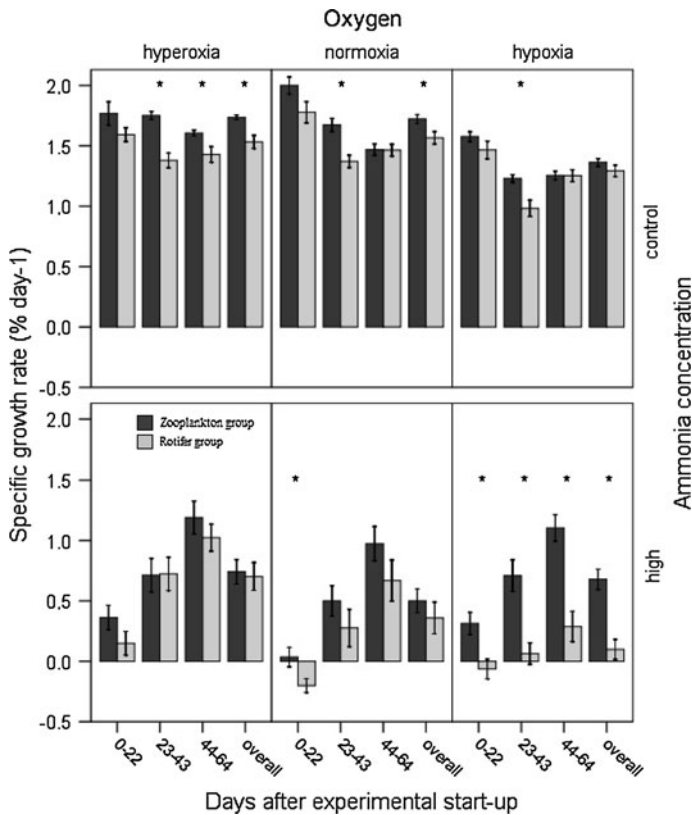 Oxygen
hyperoxia normoxia hypoxia
* * * * * *
2.0
1.5
1.0
0.5
0.0
-0.5
control
Specific growth rate (% day-1)
Ammonia concentration
Zooplankton group
Rotifer group
* * * * *
2.0
1.5
1.0
0.5
0.0
-0.5
high
0-22 23-43 44-64 overall 0-22 23-43 44-64 overall 0-22 23-43 44-64 overall
Days after experimental start-up